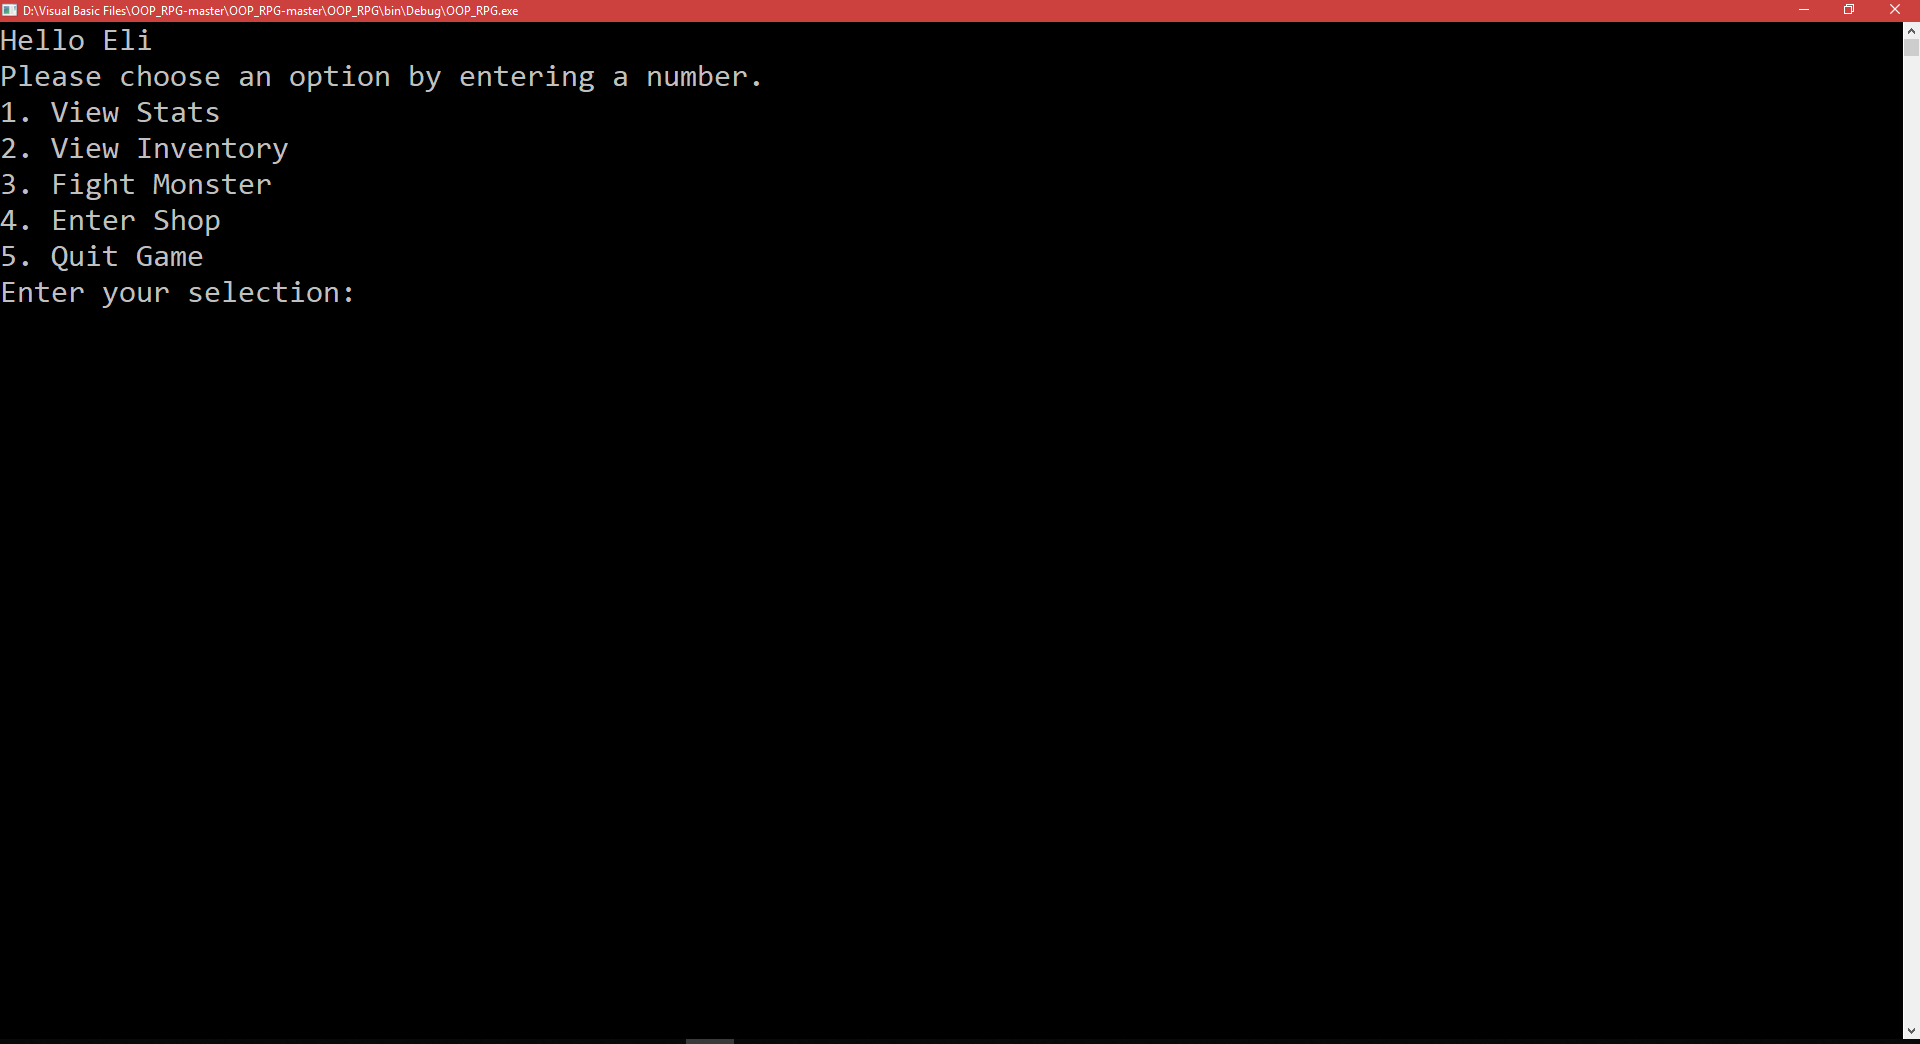 D:\Visual Basic Files\OOP_RPG-master\OOP_RPG-master\OOP_RPG\bin\Debug\OOP_RPG.exe
Hello Eli
Please choose an option by entering a number.
1. View Stats
2. View Inventory
3. Fight Monster
4. Enter Shop
5. Quit Game
Enter your selection: